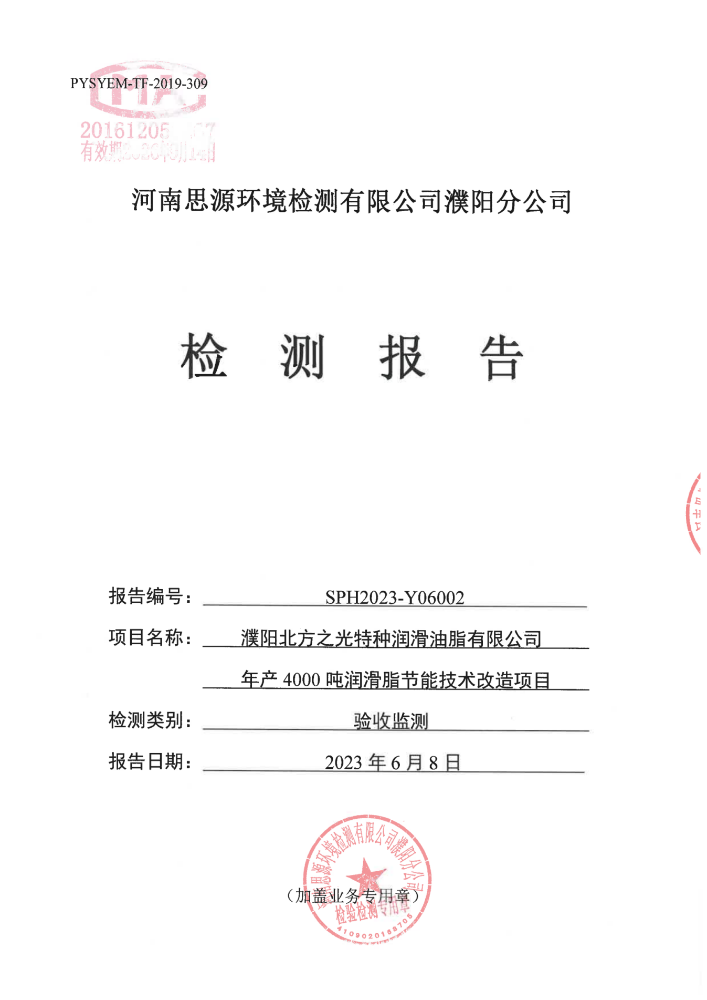 PYSYEM-TF-2019-309
MA
有效期2026年9月14日
河南思源环境检测有限公司濮阳分公司
检测报告
报告编号： SPH2023-Y06002
项目名称： 濮阳北方之光特种润滑油脂有限公司
年产 4000 吨润滑脂节能技术改造项目
检测类别： 验收监测
报告日期： 2023 年 6 月 8 日
河南思源环境检测有限公司濮阳分公司
（加盖业务专用章）
检验检测专用章
4109020168705